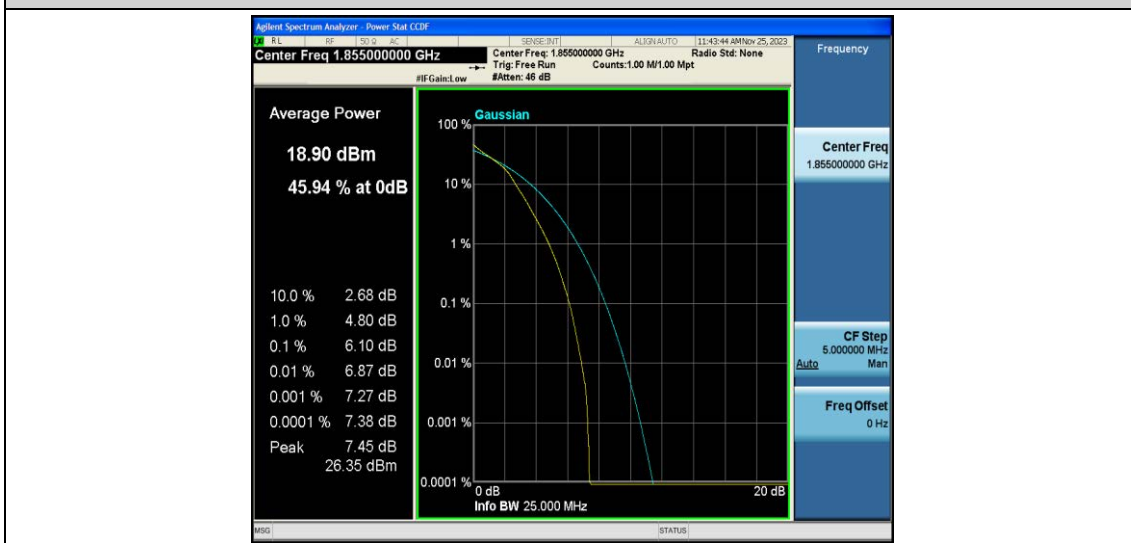 Agilent Spectrum Analyzer - Power Stat CCDF
RL RF 50 Ω AC SENSE:INT ALIGN AUTO 11:43:44 AM Nov 25, 2023
Center Freq 1.855000000 GHz
Center Freq: 1.855000000 GHz Radio Std: None
Trig: Free Run Counts:1.00 M/1.00 Mpt
#IFGain:Low #Atten: 46 dB
Frequency
Average Power
18.90 dBm
45.94 % at 0dB
10.0 % 2.68 dB
1.0 % 4.80 dB
0.1 % 6.10 dB
0.01 % 6.87 dB
0.001 % 7.27 dB
0.0001 % 7.38 dB
Peak 7.45 dB
26.35 dBm
Gaussian
100 %
10 %
1 %
0.1 %
0.01 %
0.001 %
0.0001 %
0 dB 20 dB
Info BW 25.000 MHz
Center Freq
1.855000000 GHz
CF Step
5.000000 MHz
Auto Man
Freq Offset
0 Hz
MSG STATUS